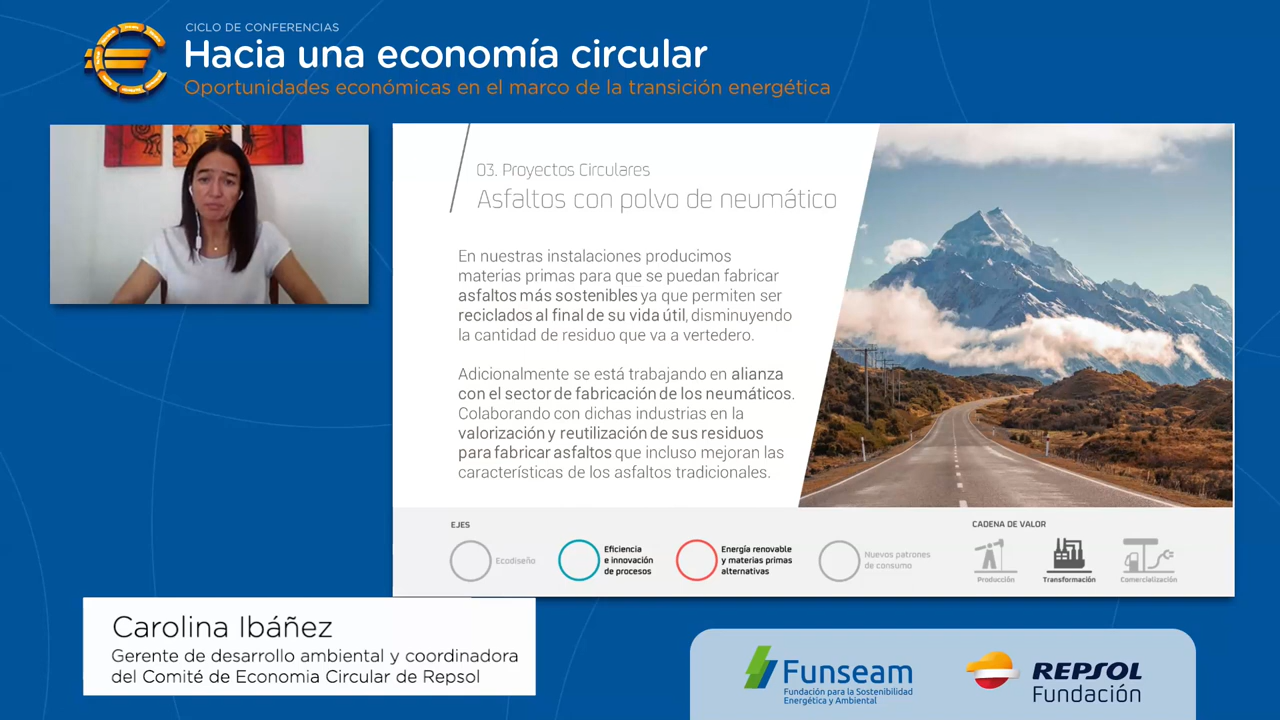 CICLO DE CONFERENCIAS
Hacia una economía circular
Oportunidades económicas en el marco de la transición energética
03. Proyectos Circulares
Asfaltos con polvo de neumático
En nuestras instalaciones producimos
materias primas para que se puedan fabricar
asfaltos más sostenibles ya que permiten ser
reciclados al final de su vida útil, disminuyendo
la cantidad de residuo que va a vertedero.
Adicionalmente se está trabajando en alianza
con el sector de fabricación de los neumáticos.
Colaborando con dichas industrias en la
valorización y reutilización de sus residuos
para fabricar asfaltos que incluso mejoran las
características de los asfaltos tradicionales.
EJES
Ecodiseño
Eficiencia
e innovación
de procesos
Energía renovable
y materias primas
alternativas
Nuevos patrones
de consumo
CADENA DE VALOR
Producción
Transformación
Comercialización
Carolina Ibáñez
Gerente de desarrollo ambiental y coordinadora
del Comité de Economia Circular de Repsol
Funseam
Fundación para la Sostenibilidad
Energética y Ambiental
REPSOL
Fundación